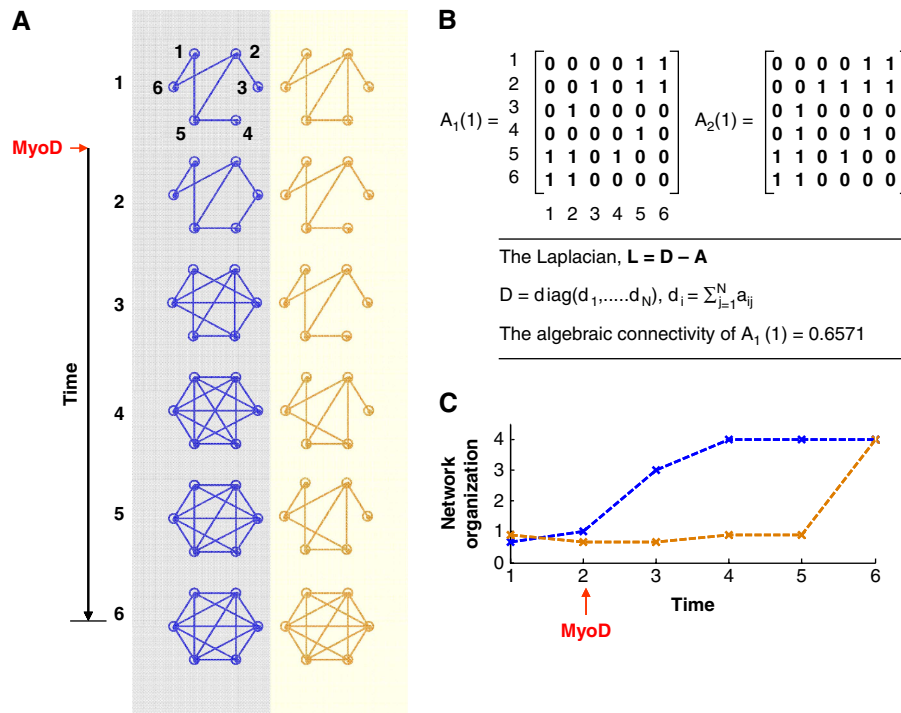 A
1 2
1
6 3
5 4
MyoD
2
3
Time
4
5
6
B
A1(1) =
1 0 0 0 0 1 1
2 0 0 1 0 1 1
3 0 1 0 0 0 0
4 0 0 0 0 1 0
5 1 1 0 1 0 0
6 1 1 0 0 0 0
1 2 3 4 5 6
A2(1) =
0 0 0 0 1 1
0 0 1 1 1 1
0 1 0 0 0 0
0 1 0 0 1 0
1 1 0 1 0 0
1 1 0 0 0 0
The Laplacian, L = D – A
D = diag(d1,.....dN), di = ∑Nj=1aij
The algebraic connectivity of A1 (1) = 0.6571
C
Network
organization
4
3
2
1
0
1 2 3 4 5 6
Time
MyoD